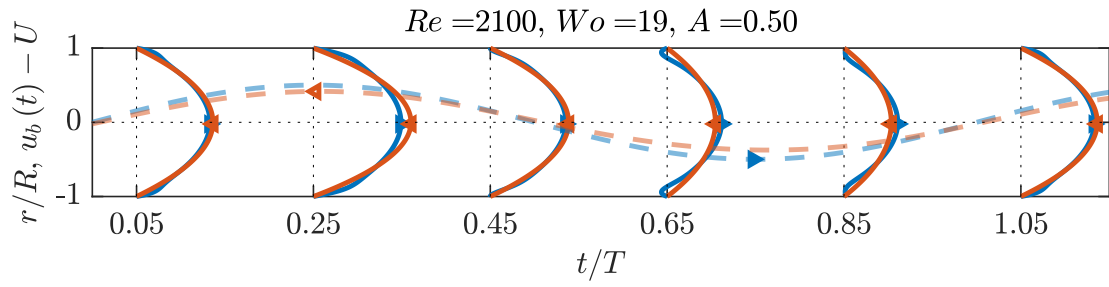 Re =2100, Wo =19, A =0.50
r/R, u_b (t) − U
1
0
-1
0.05 0.25 0.45 0.65 0.85 1.05
t/T